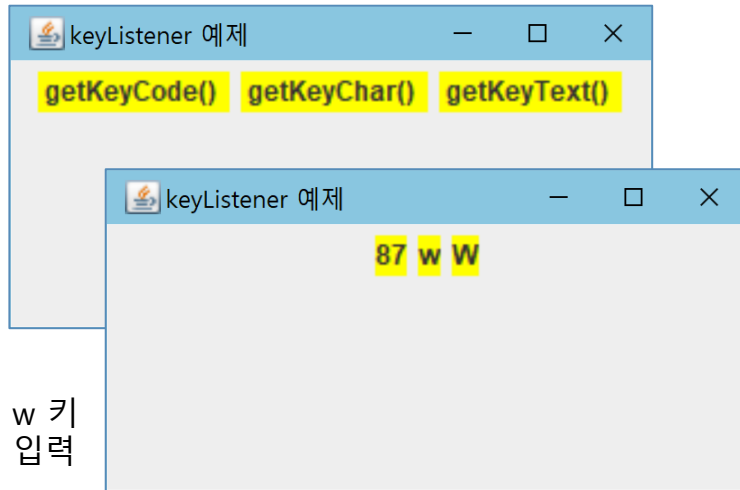 keyListener 예제
getKeyCode() getKeyChar() getKeyText()
keyListener 예제
87 w W
w 키
입력